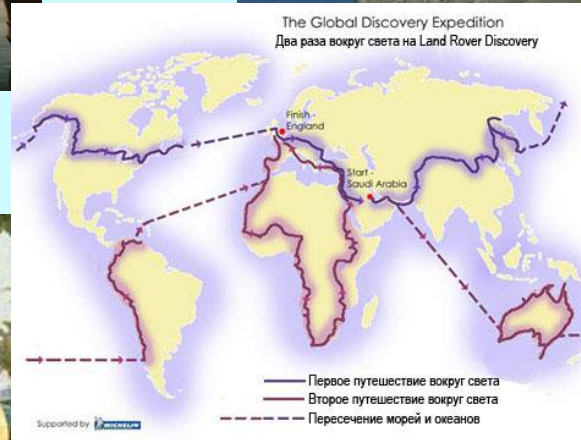 The Global Discovery Expedition
Два раза вокруг света на Land Rover Discovery
Finish -
England
Start -
Saudi Arabia
Первое путешествие вокруг света
Второе путешествие вокруг света
Пересечение морей и океанов
Supported by MICHELIN